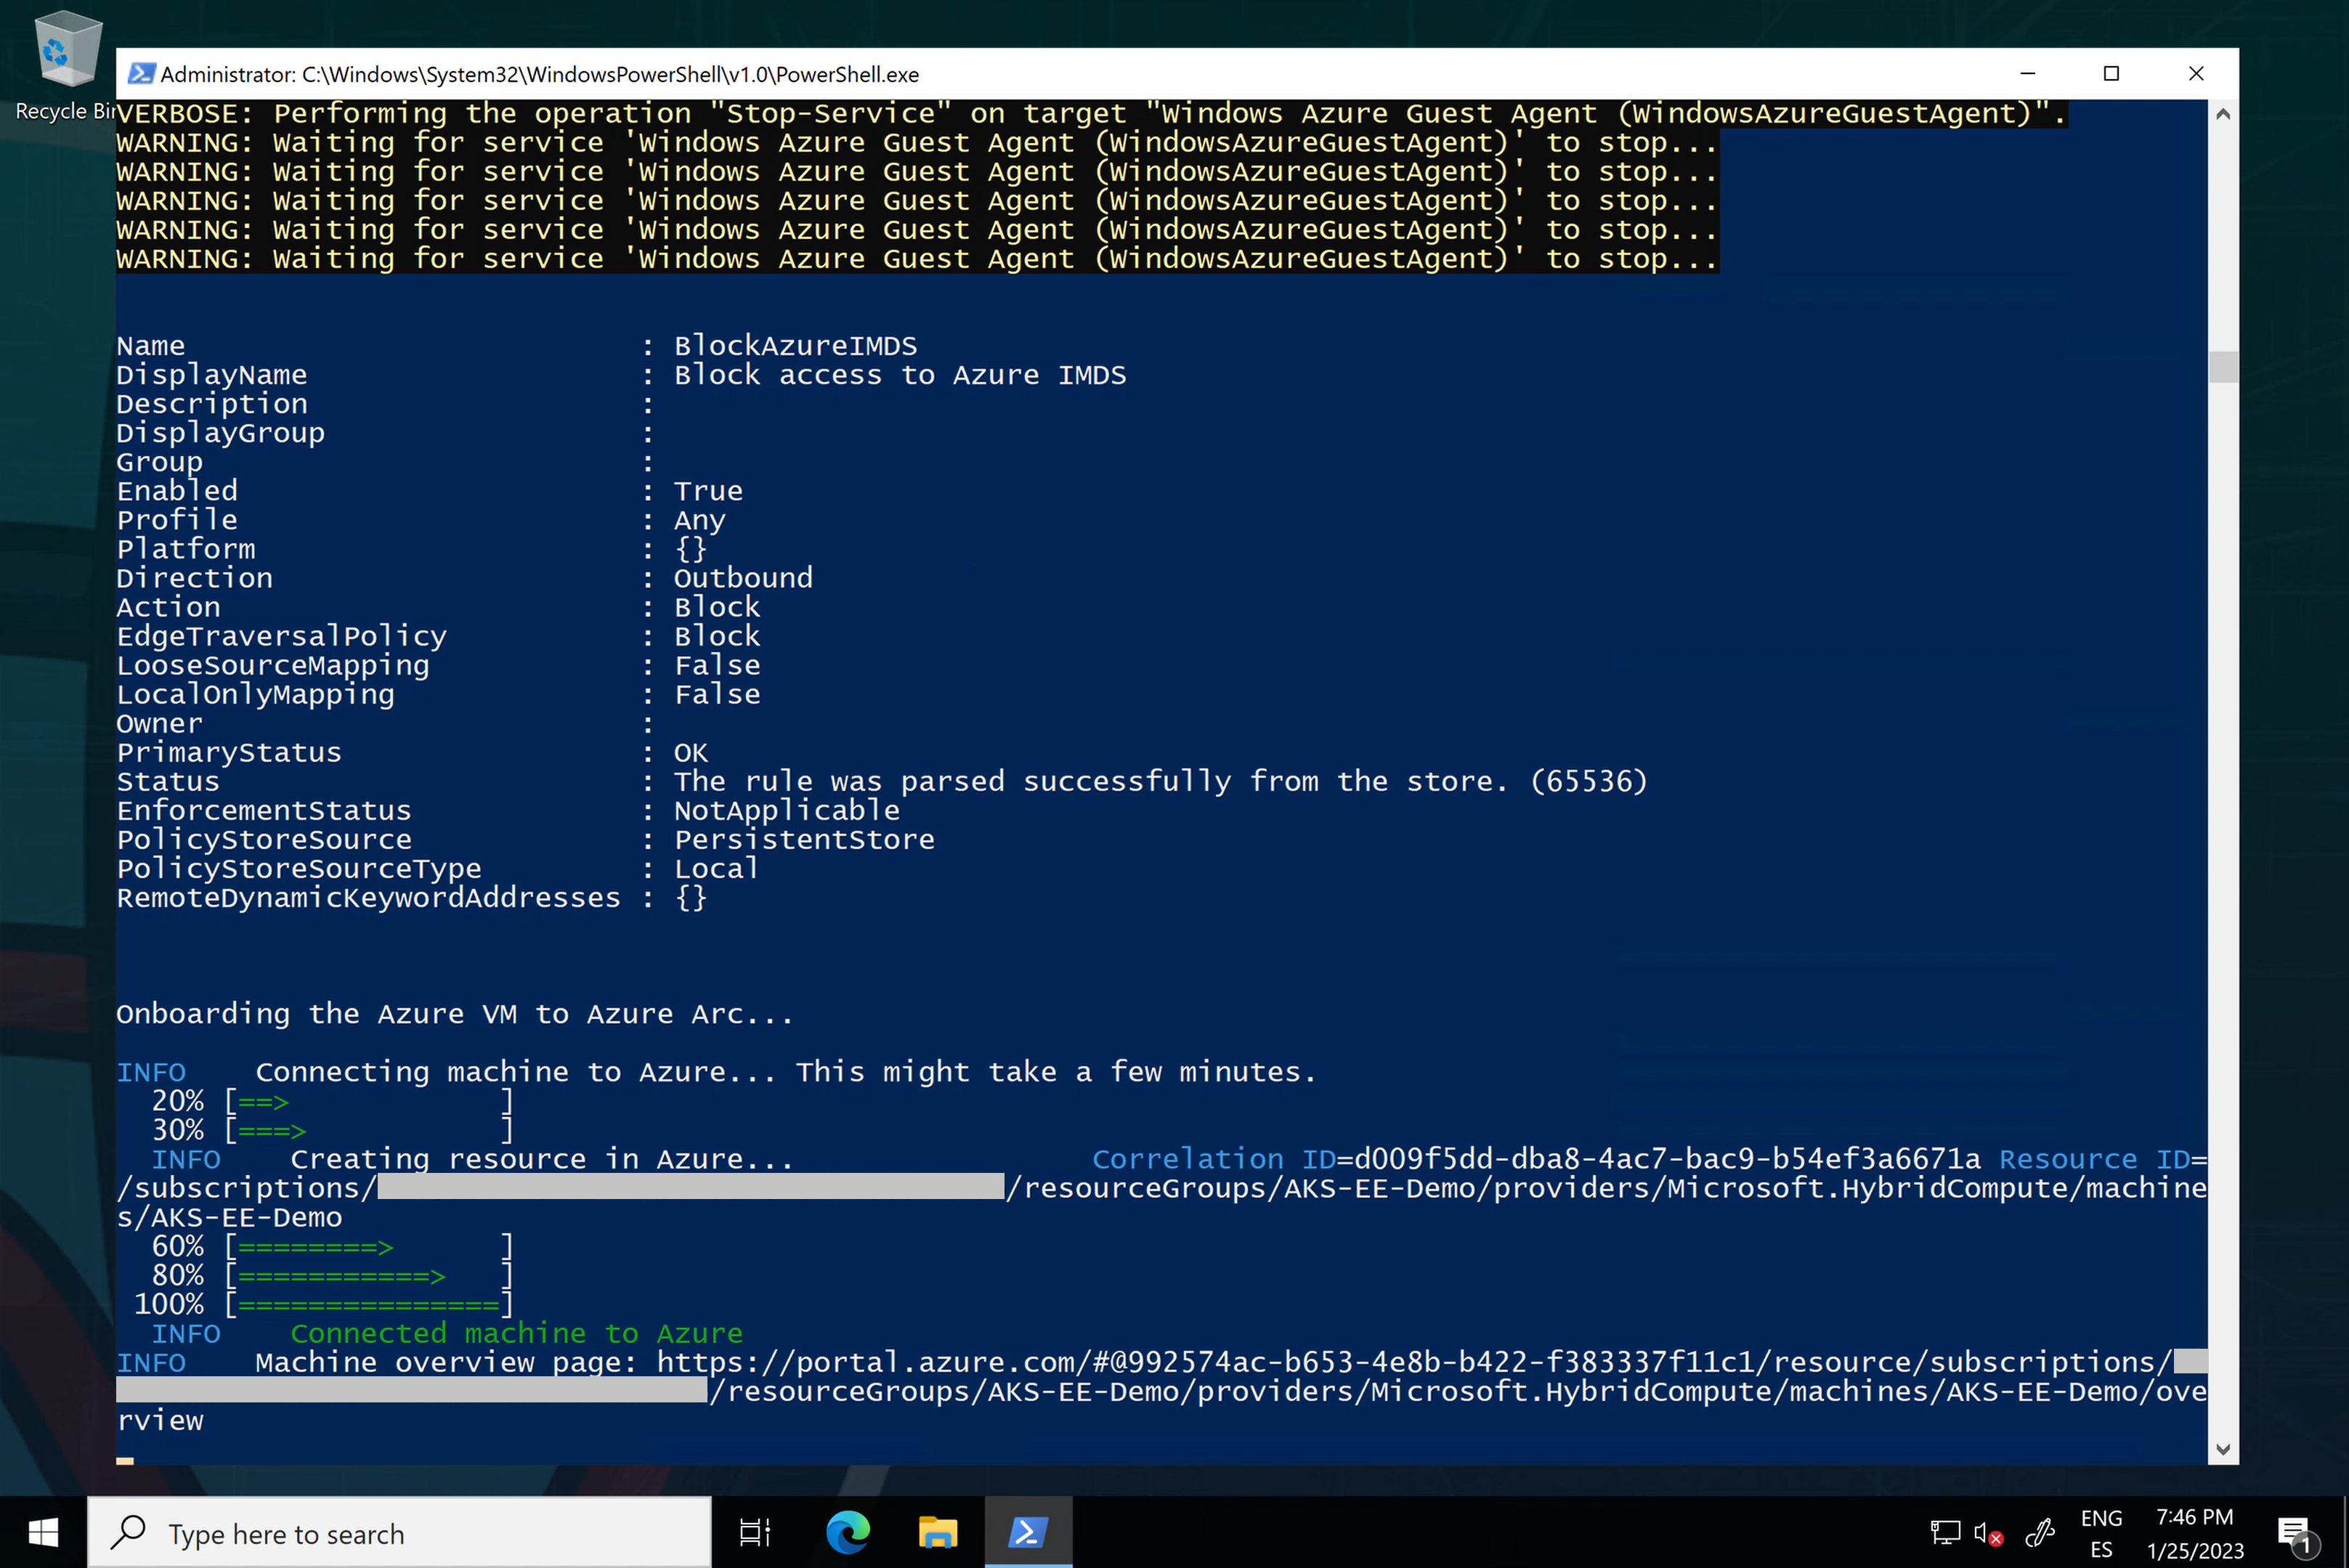 Recycle Bin
Administrator: C:\Windows\System32\WindowsPowerShell\v1.0\PowerShell.exe
VERBOSE: Performing the operation "Stop-Service" on target "Windows Azure Guest Agent (WindowsAzureGuestAgent)".
WARNING: Waiting for service 'Windows Azure Guest Agent (WindowsAzureGuestAgent)' to stop...
WARNING: Waiting for service 'Windows Azure Guest Agent (WindowsAzureGuestAgent)' to stop...
WARNING: Waiting for service 'Windows Azure Guest Agent (WindowsAzureGuestAgent)' to stop...
WARNING: Waiting for service 'Windows Azure Guest Agent (WindowsAzureGuestAgent)' to stop...
WARNING: Waiting for service 'Windows Azure Guest Agent (WindowsAzureGuestAgent)' to stop...
Name : BlockAzureIMDS
DisplayName : Block access to Azure IMDS
Description :
DisplayGroup :
Group :
Enabled : True
Profile : Any
Platform : {}
Direction : Outbound
Action : Block
EdgeTraversalPolicy : Block
LooseSourceMapping : False
LocalOnlyMapping : False
Owner :
PrimaryStatus : OK
Status : The rule was parsed successfully from the store. (65536)
EnforcementStatus : NotApplicable
PolicyStoreSource : PersistentStore
PolicyStoreSourceType : Local
RemoteDynamicKeywordAddresses : {}
Onboarding the Azure VM to Azure Arc...
INFO Connecting machine to Azure... This might take a few minutes.
20% [==> ]
30% [===> ]
INFO Creating resource in Azure... Correlation ID=d009f5dd-dba8-4ac7-bac9-b54ef3a6671a Resource ID=
/subscriptions/ /resourceGroups/AKS-EE-Demo/providers/Microsoft.HybridCompute/machine
s/AKS-EE-Demo
60% [========> ]
80% [===========> ]
100% [===============]
INFO Connected machine to Azure
INFO Machine overview page: https://portal.azure.com/#@992574ac-b653-4e8b-b422-f383337f11c1/resource/subscriptions/
/resourceGroups/AKS-EE-Demo/providers/Microsoft.HybridCompute/machines/AKS-EE-Demo/ove
rview
Type here to search
ENG
ES
7:46 PM
1/25/2023
1